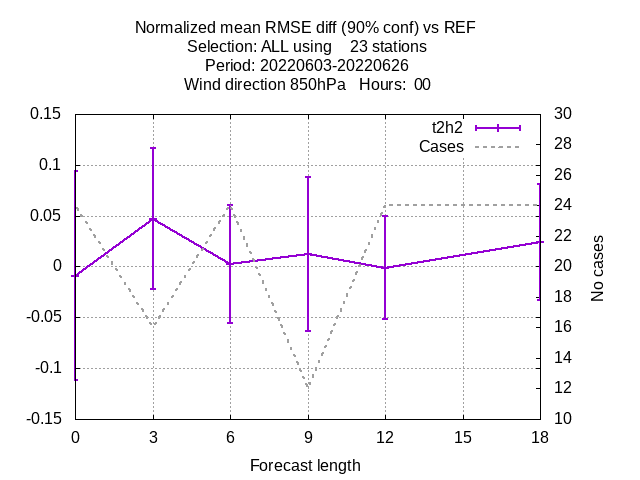 Normalized mean RMSE diff (90% conf) vs REF
Selection: ALL using    23 stations
Period: 20220603-20220626
Wind direction 850hPa   Hours:  00
t2h2
Cases
0.15
0.1
0.05
0
-0.05
-0.1
-0.15
30
28
26
24
22
20
18
16
14
12
10
No cases
0 3 6 9 12 15 18
Forecast length